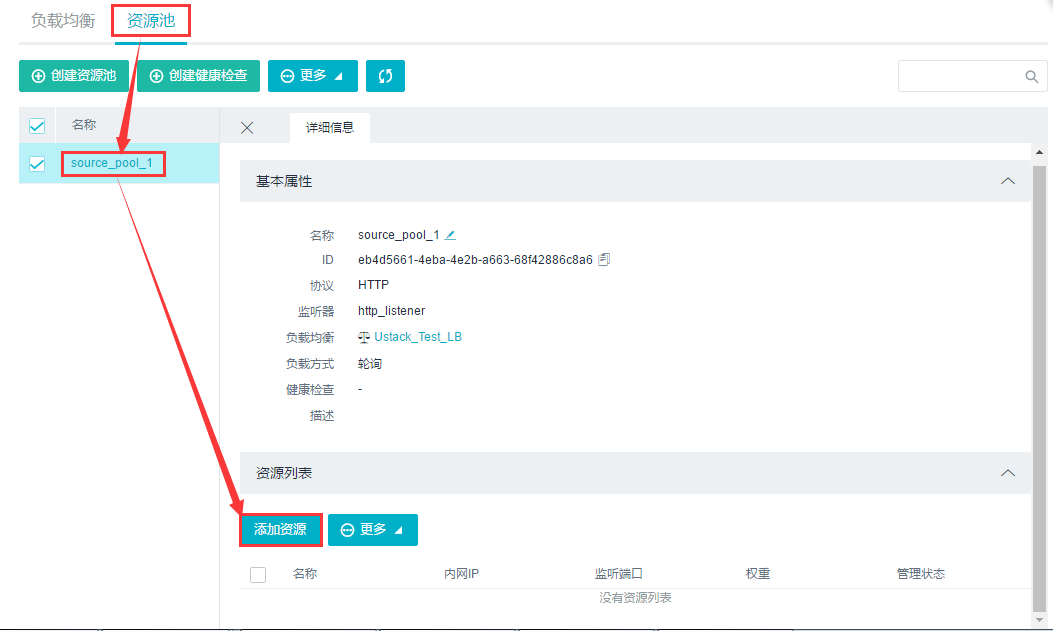 负载均衡 资源池
创建资源池 创建健康检查 更多
名称 详细信息
source_pool_1
基本属性
名称 source_pool_1
ID eb4d5661-4eba-4e2b-a663-68f42886c8a6
协议 HTTP
监听器 http_listener
负载均衡 Ustack_Test_LB
负载方式 轮询
健康检查 -
描述
资源列表
添加资源 更多
名称 内网IP 监听端口 权重 管理状态
没有资源列表